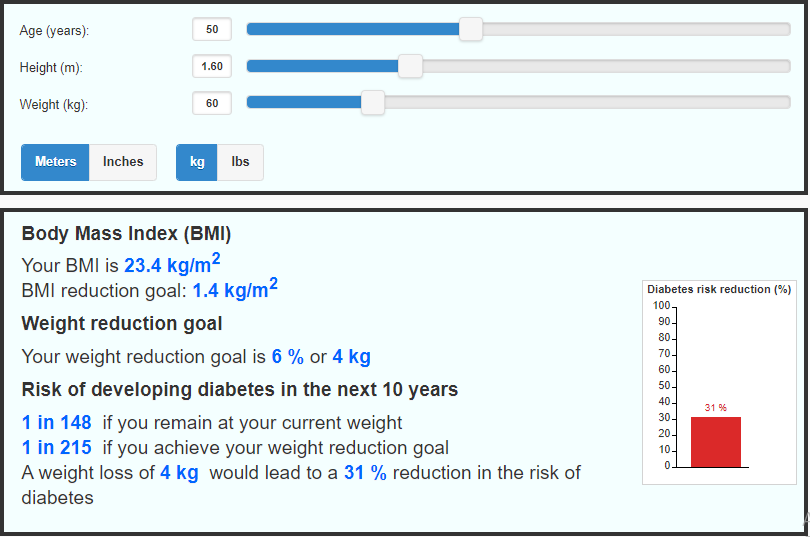 Age (years):
50
Height (m):
1.60
Weight (kg):
60
Meters Inches kg lbs
Body Mass Index (BMI)
Your BMI is 23.4 kg/m²
BMI reduction goal: 1.4 kg/m²
Weight reduction goal
Your weight reduction goal is 6 % or 4 kg
Risk of developing diabetes in the next 10 years
1 in 148 if you remain at your current weight
1 in 215 if you achieve your weight reduction goal
A weight loss of 4 kg would lead to a 31 % reduction in the risk of
diabetes
Diabetes risk reduction (%)
100
90
80
70
60
50
40
31 %
30
20
10
0